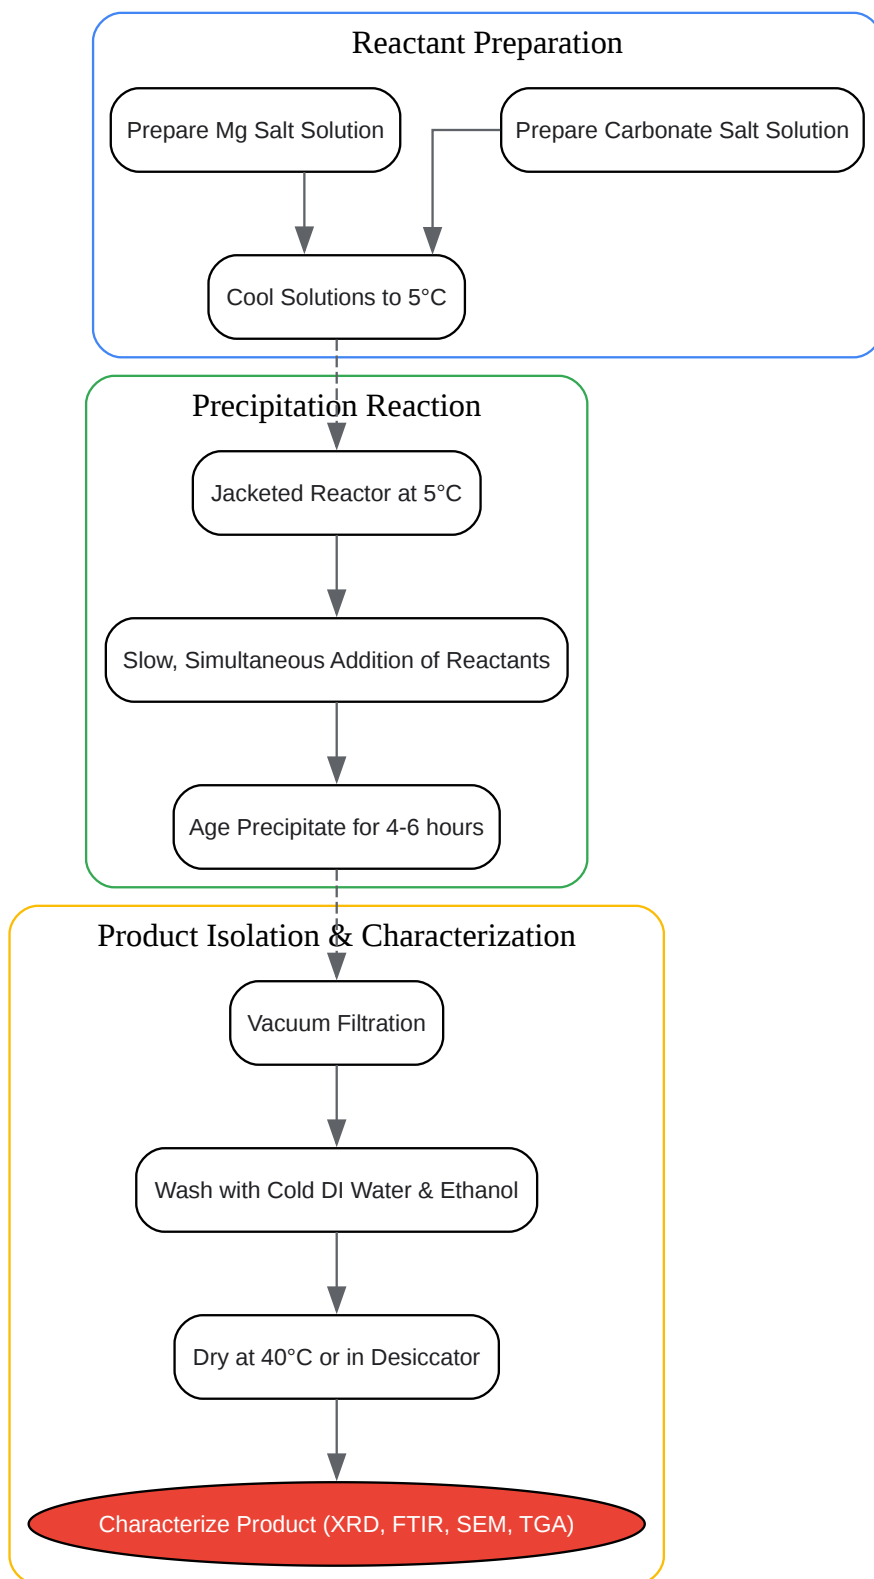 Reactant Preparation
Prepare Mg Salt Solution
Prepare Carbonate Salt Solution
Cool Solutions to 5°C
Precipitation Reaction
Jacketed Reactor at 5°C
Slow, Simultaneous Addition of Reactants
Age Precipitate for 4-6 hours
Product Isolation & Characterization
Vacuum Filtration
Wash with Cold DI Water & Ethanol
Dry at 40°C or in Desiccator
Characterize Product (XRD, FTIR, SEM, TGA)